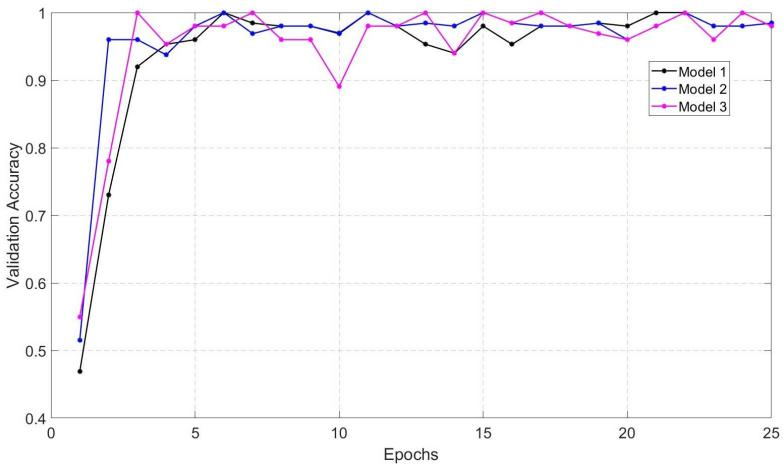 1
0.9
0.8
0.7
0.6
0.5
0.4
Validation Accuracy
Model 1
Model 2
Model 3
0 5 10 15 20 25
Epochs